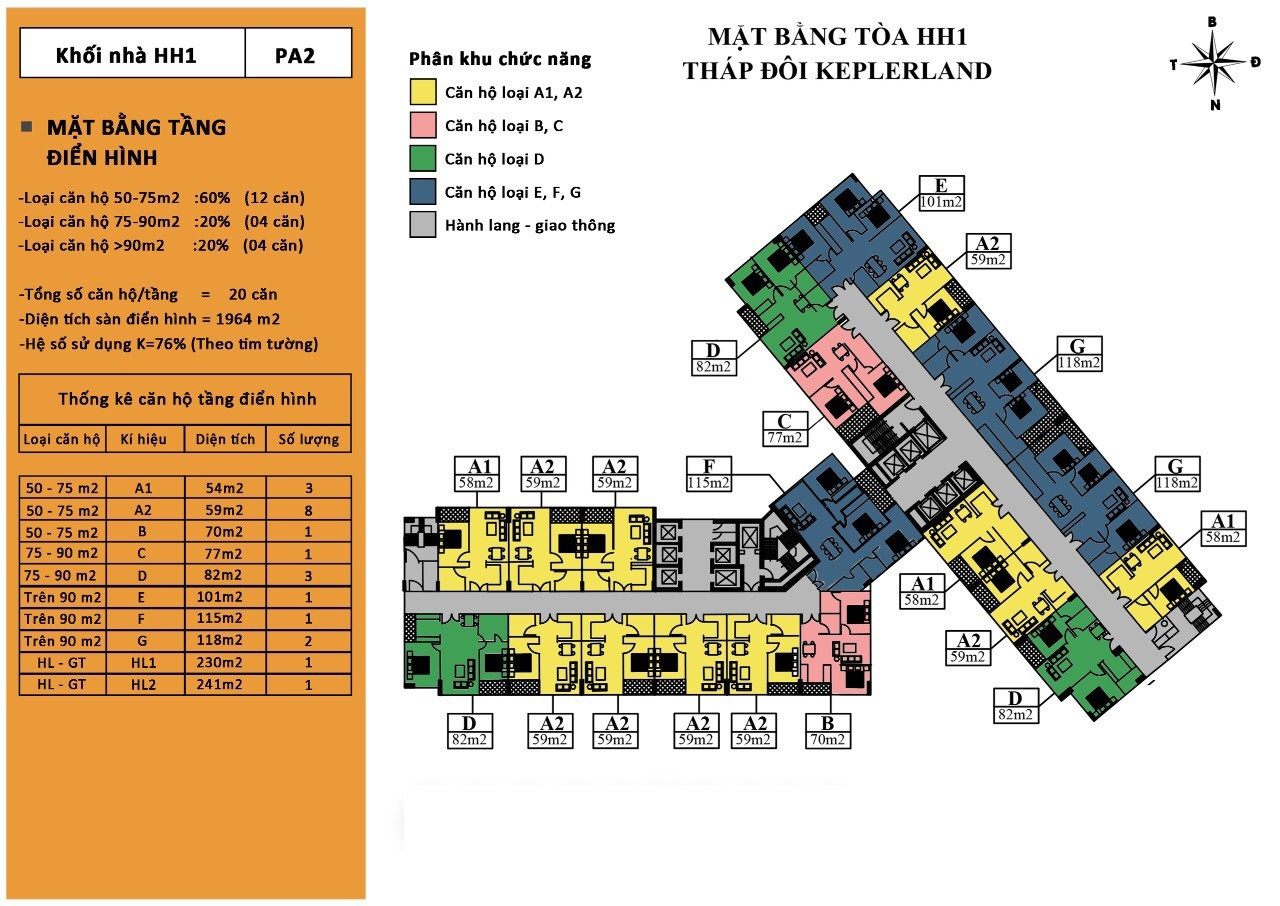 Khối nhà HH1 PA2
MẶT BẰNG TẦNG
ĐIỂN HÌNH
-Loại căn hộ 50-75m2 :60% (12 căn)
-Loại căn hộ 75-90m2 :20% (04 căn)
-Loại căn hộ >90m2 :20% (04 căn)
-Tổng số căn hộ/tầng = 20 căn
-Diện tích sàn điển hình = 1964 m2
-Hệ số sử dụng K=76% (Theo tim tường)
Thống kê căn hộ tầng điển hình
Loại căn hộ Kí hiệu Diện tích Số lượng
50 - 75 m2 A1 54m2 3
50 - 75 m2 A2 59m2 8
50 - 75 m2 B 70m2 1
75 - 90 m2 C 77m2 1
75 - 90 m2 D 82m2 3
Trên 90 m2 E 101m2 1
Trên 90 m2 F 115m2 1
Trên 90 m2 G 118m2 2
HL - GT HL1 230m2 1
HL - GT HL2 241m2 1
Phân khu chức năng
Căn hộ loại A1, A2
Căn hộ loại B, C
Căn hộ loại D
Căn hộ loại E, F, G
Hành lang - giao thông
MẶT BẰNG TÒA HH1
THÁP ĐÔI KEPLERLAND
B
T Đ
N
E
101m2
A2
59m2
D
82m2
G
118m2
C
77m2
A1
58m2
A2
59m2
A2
59m2
F
115m2
G
118m2
A1
58m2
A1
58m2
A2
59m2
D
82m2
D
82m2
A2
59m2
A2
59m2
A2
59m2
A2
59m2
B
70m2